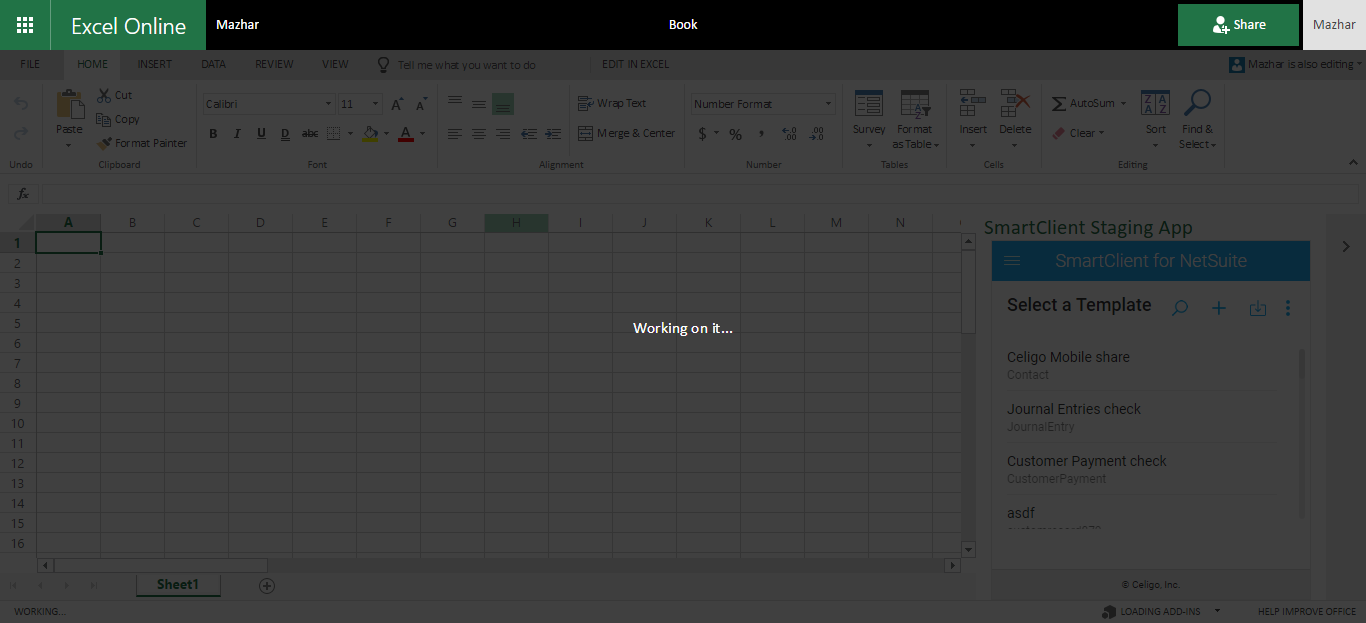 Excel Online Mazhar Book Share Mazhar
FILE HOME INSERT DATA REVIEW VIEW Tell me what you want to do EDIT IN EXCEL Mazhar is also editing
Cut
Copy
Paste
Format Painter
Calibri 11
B I U D abc A
Wrap Text
Merge & Center
Number Format
$ % , .0 .00
Survey
Format as Table
Insert
Delete
AutoSum
Clear
Sort
Find & Select
Undo Clipboard Font Alignment Number Tables Cells Editing
fx
A B C D E F G H I J K L M N
1
2
3
4
5
6
7
8
9
10
11
12
13
14
15
16
SmartClient Staging App
SmartClient for NetSuite
Select a Template
Celigo Mobile share
Contact
Journal Entries check
JournalEntry
Customer Payment check
CustomerPayment
asdf
© Celigo, Inc.
Working on it...
Sheet1
WORKING... LOADING ADD-INS HELP IMPROVE OFFICE